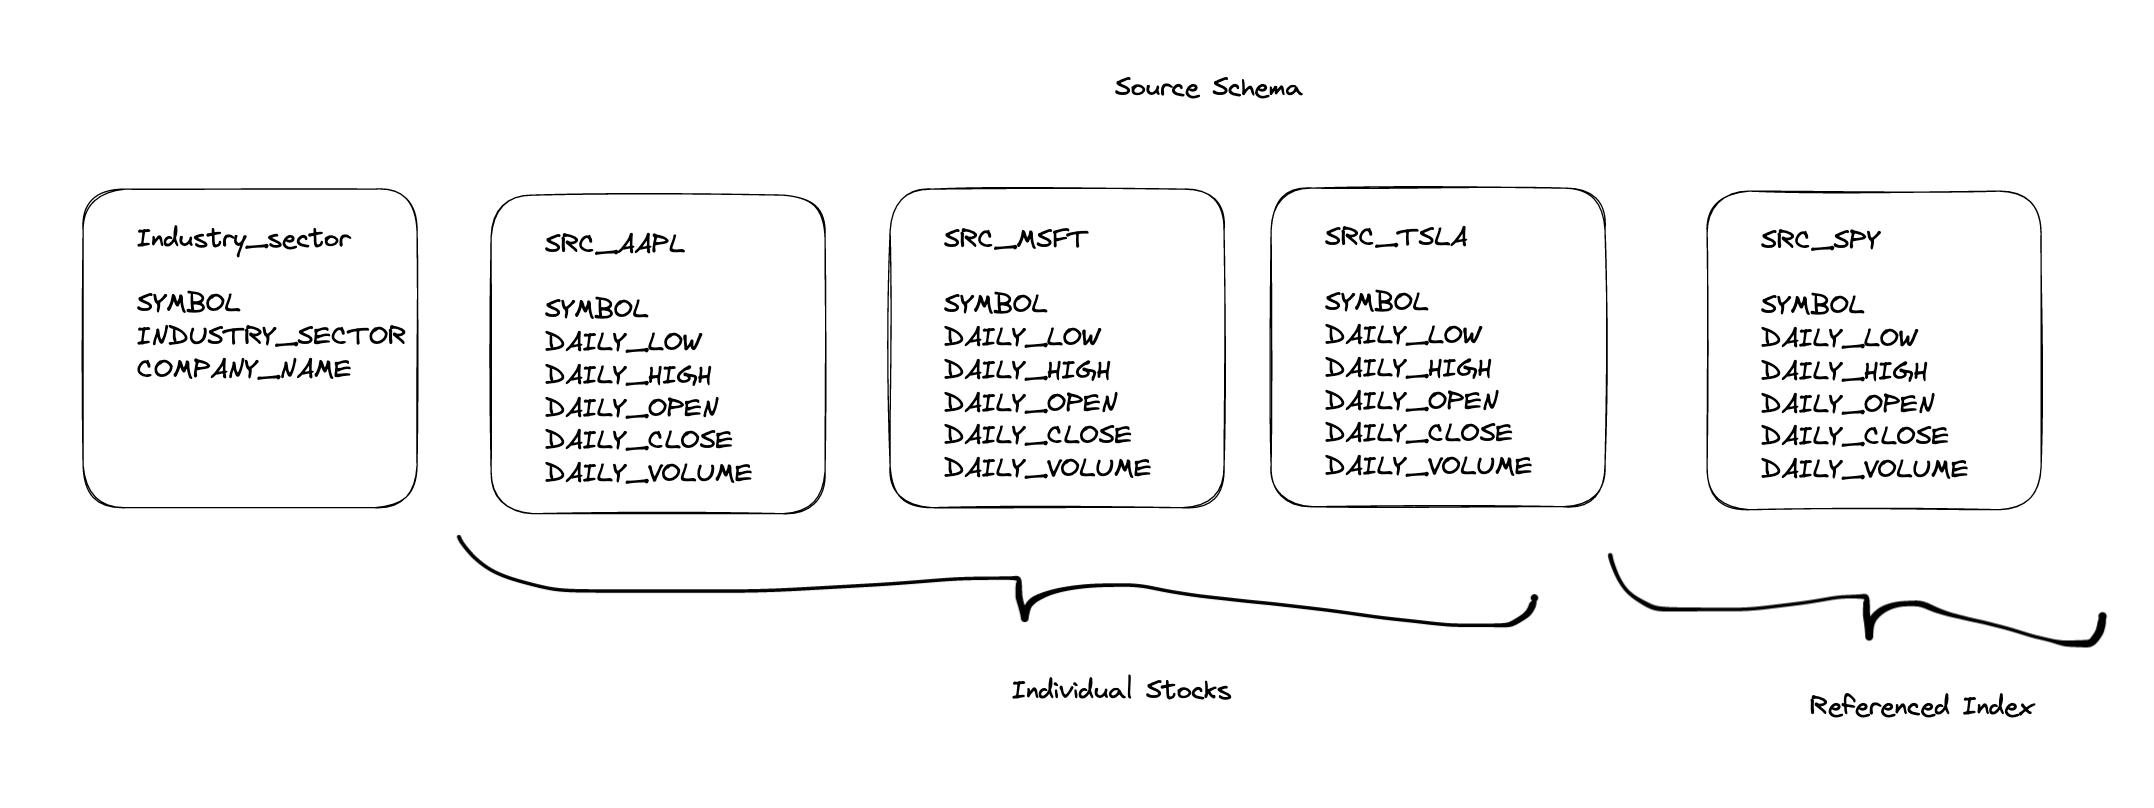 Source Schema
Industry_sector
SYMBOL
INDUSTRY_SECTOR
COMPANY_NAME
SRC_AAPL
SYMBOL
DAILY_LOW
DAILY_HIGH
DAILY_OPEN
DAILY_CLOSE
DAILY_VOLUME
SRC_MSFT
SYMBOL
DAILY_LOW
DAILY_HIGH
DAILY_OPEN
DAILY_CLOSE
DAILY_VOLUME
SRC_TSLA
SYMBOL
DAILY_LOW
DAILY_HIGH
DAILY_OPEN
DAILY_CLOSE
DAILY_VOLUME
SRC_SPY
SYMBOL
DAILY_LOW
DAILY_HIGH
DAILY_OPEN
DAILY_CLOSE
DAILY_VOLUME
Individual Stocks
Referenced Index